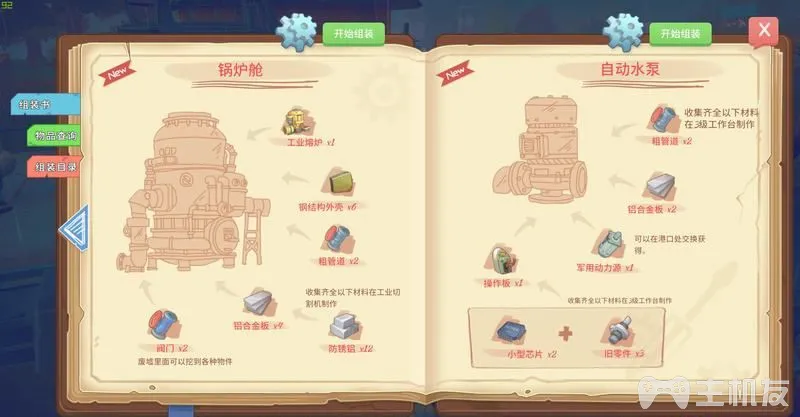 92
开始组装
开始组装
X
New
锅炉舱
组装书
物品查询
组装目录
工业熔炉 x1
钢结构外壳 x6
粗管道 x2
收集齐全以下材料在工业切
割机制作
阀门 x2
铝合金板 x9
防锈铝 x12
废墟里面可以挖到各种物件
New
自动水泵
收集齐全以下材料
在3级工作台制作
粗管道 x2
铝合金板 x2
可以在港口处交换获
得。
操作板 x1
军用动力源 x1
收集齐全以下材料在3级工作台制作
小型芯片 x2
旧零件 x3
主机友